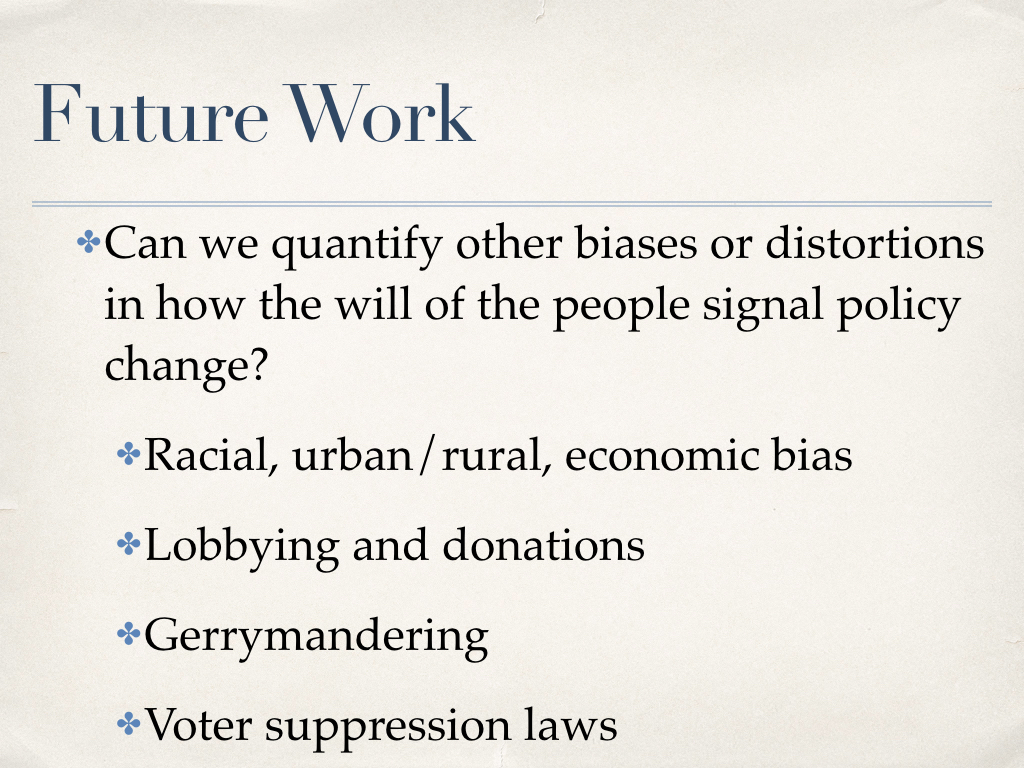 Future Work
✤Can we quantify other biases or distortions
in how the will of the people signal policy
change?
✤Racial, urban/rural, economic bias
✤Lobbying and donations
✤Gerrymandering
✤Voter suppression laws